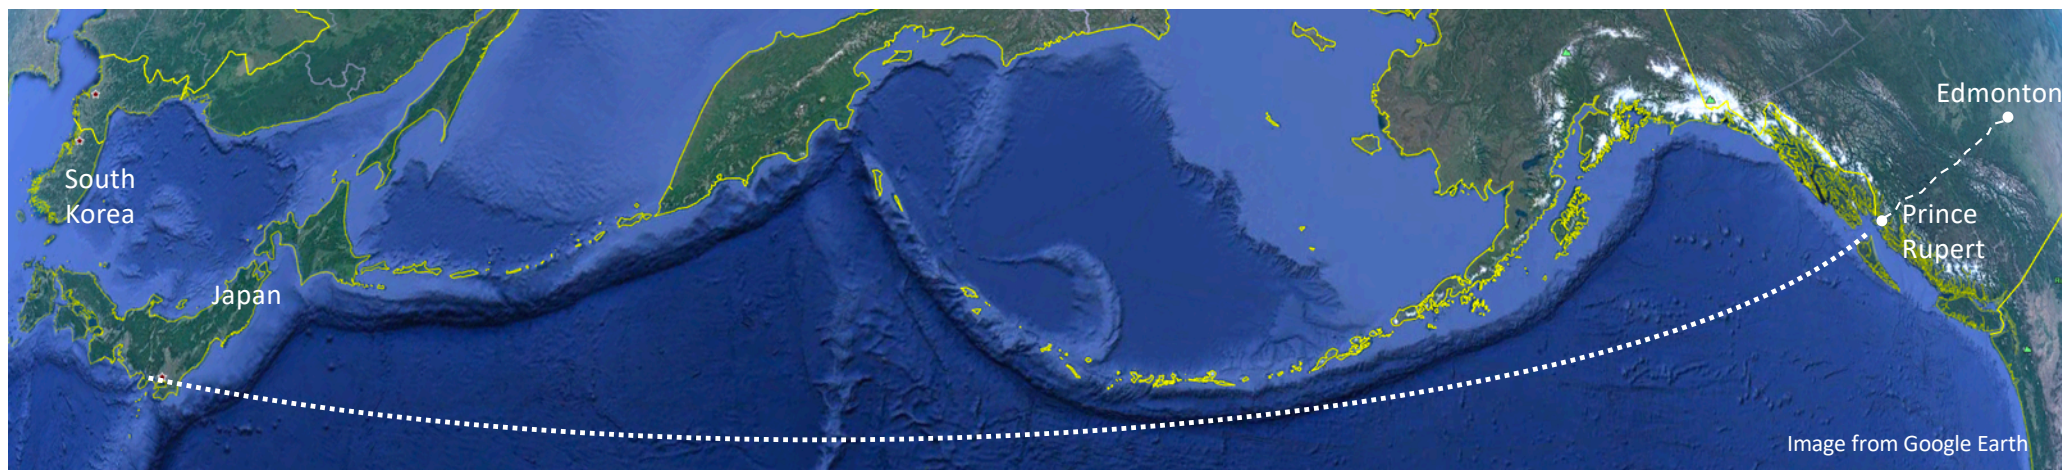 Edmonton
South
Korea
Prince
Rupert
Japan
Image from Google Earth